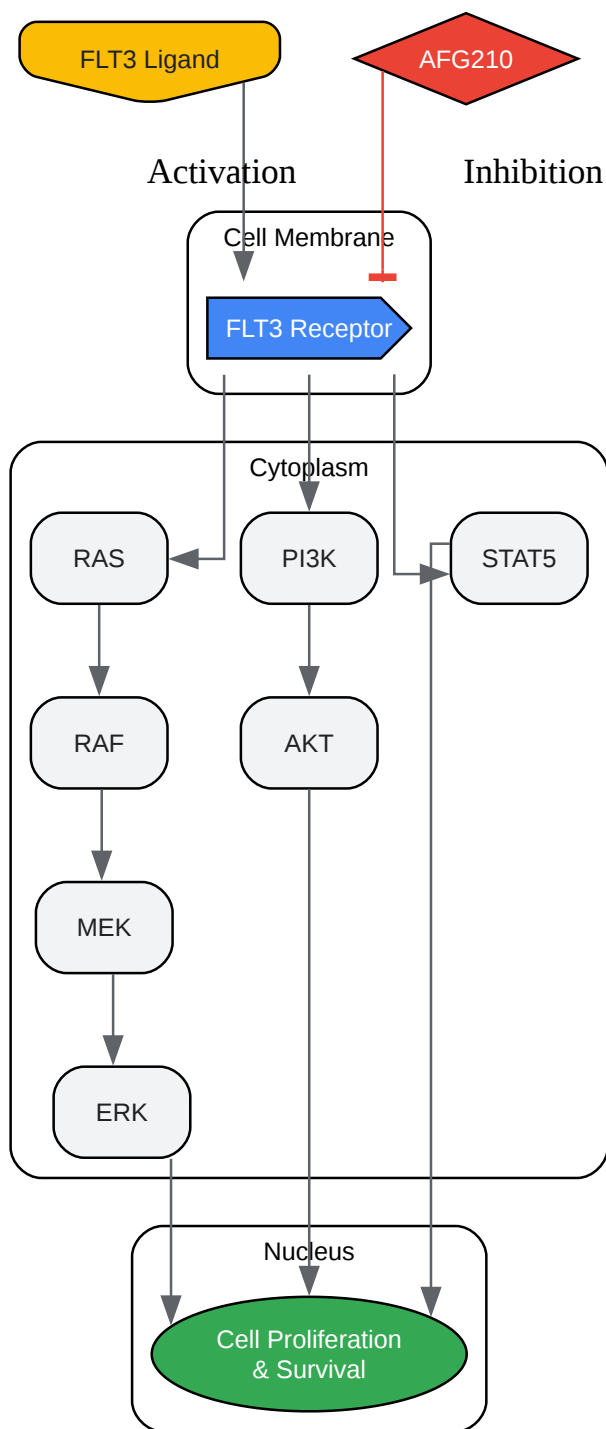 FLT3 Ligand
AFG210
Activation
Inhibition
Cell Membrane
FLT3 Receptor
Cytoplasm
RAS
PI3K
STAT5
RAF
AKT
MEK
ERK
Nucleus
Cell Proliferation
& Survival